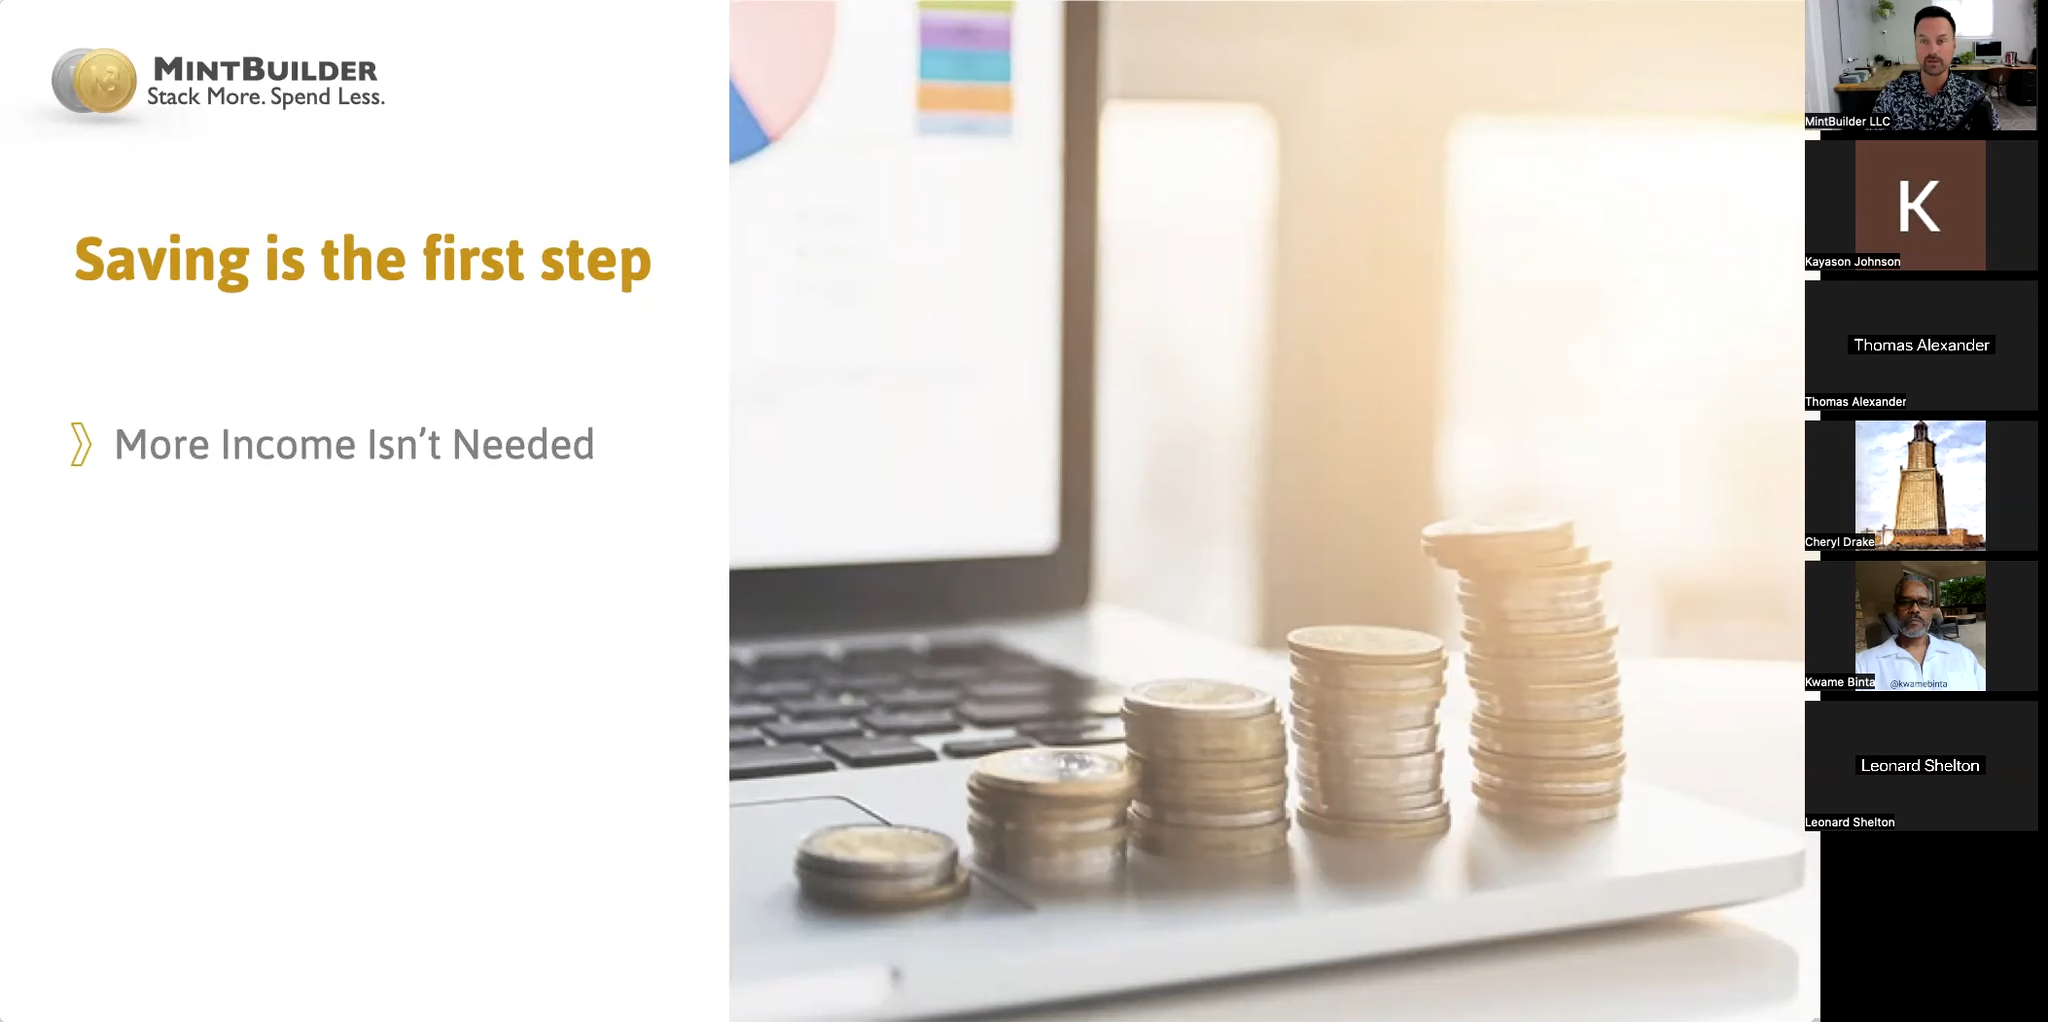 MINTBUILDER
Stack More. Spend Less.
Saving is the first step
More Income Isn't Needed
MintBuilder LLC
K
Kayason Johnson
Thomas Alexander
Thomas Alexander
Cheryl Drake
@kwamebinta
Kwame Binta
Leonard Shelton
Leonard Shelton